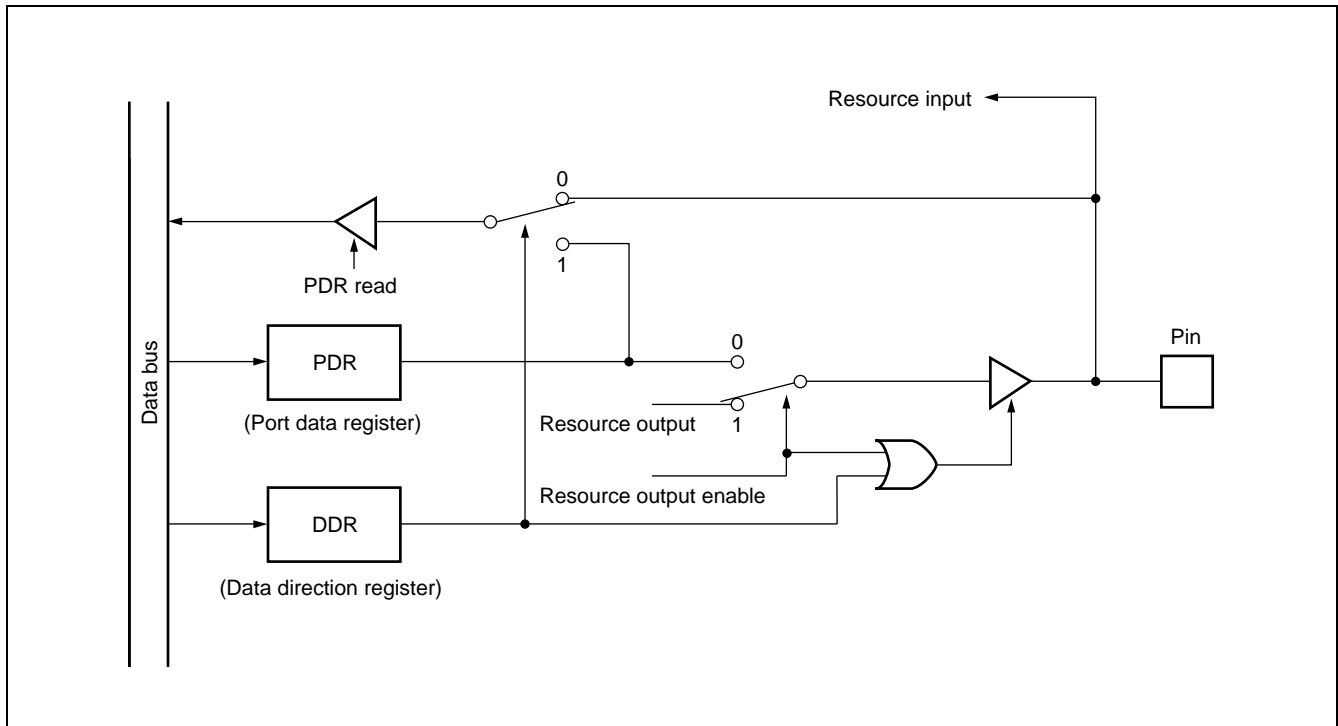 Resource input
0
1
PDR read
Data bus
PDR
(Port data register)
0
Pin
Resource output
1
Resource output enable
DDR
(Data direction register)